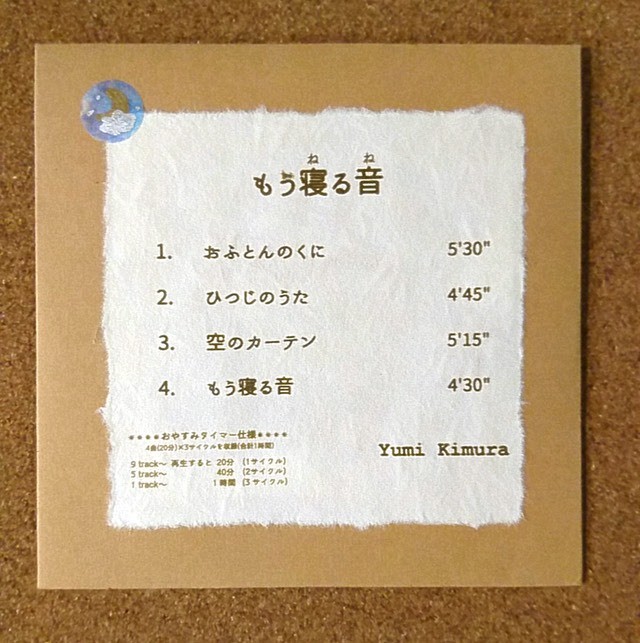 ね ね
もう寝る音
1. おふとんのくに 5'30"
2. ひつじのうた 4'45"
3. 空のカーテン 5'15"
4. もう寝る音 4'30"
****おやすみタイマー仕様****
4曲(20分)×3サイクルを収録(合計1時間)
9 track～ 再生すると 20分 (1サイクル)
5 track～ 40分 (2サイクル)
1 track～ 1時間 (3サイクル)
Yumi Kimura